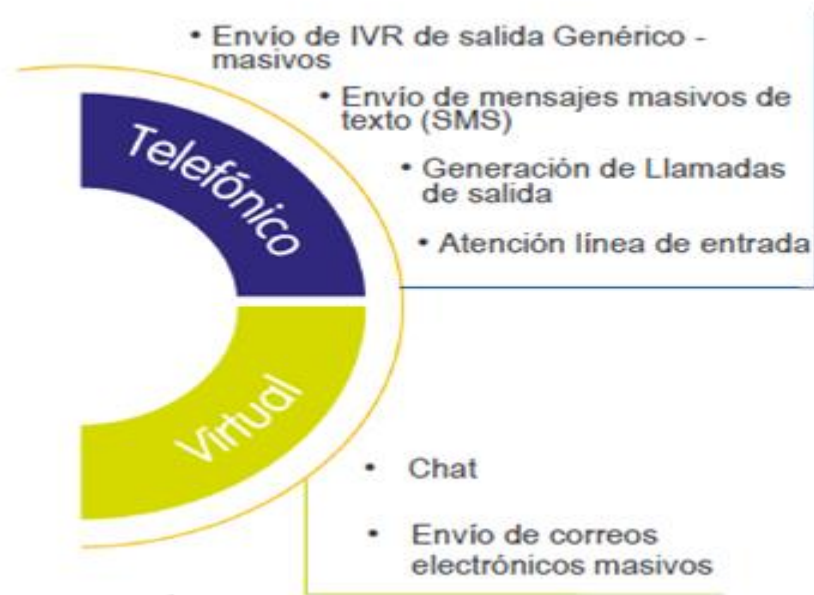 • Envío de IVR de salida Genérico -
masivos
• Envío de mensajes masivos de
texto (SMS)
• Generación de Llamadas
de salida
• Atención línea de entrada
Telefónico
Virtual
• Chat
• Envío de correos
electrónicos masivos